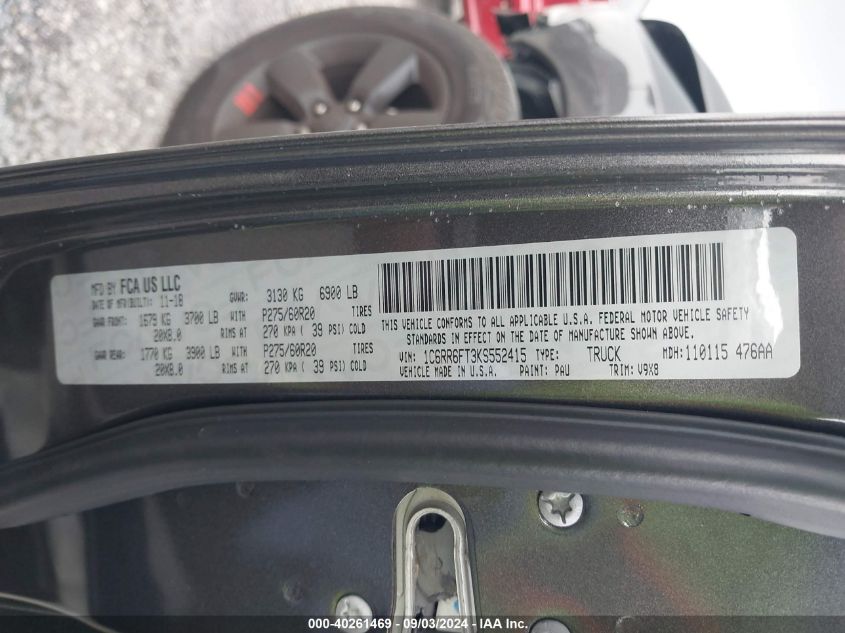 MFD BY FCA US LLC
DATE OF MFR(BUILT): 11-18 GVWR: 3130 KG 6900 LB
GAWR FRONT: 1679 KG 3700 LB WITH P275/60R20 TIRES
20X8.0 RIMS AT 270 KPA ( 39 PSI) COLD
GAWR REAR: 1770 KG 3900 LB WITH P275/60R20 TIRES
20X8.0 RIMS AT 270 KPA ( 39 PSI) COLD
THIS VEHICLE CONFORMS TO ALL APPLICABLE U.S.A. FEDERAL MOTOR VEHICLE SAFETY
STANDARDS IN EFFECT ON THE DATE OF MANUFACTURE SHOWN ABOVE.
VIN: 1C6RR6FT3KS552415 TYPE: TRUCK MDH: 110115 476AA
VEHICLE MADE IN U.S.A. PAINT: PAU TRIM: V9X8
000-40261469 - 09/03/2024 - IAA Inc.